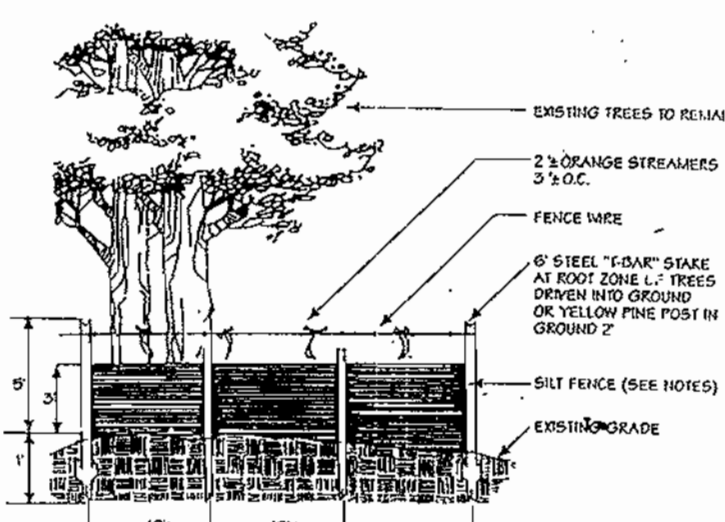 EXISTING TREES TO
2'± ORANGE STREAMERS
3'± O.C.
FENCE WIRE
6' STEEL "T-BAR" STAKE
AT ROOT ZONE OF TREES
DRIVEN INTO GROUND
OR YELLOW PINE POST IN
GROUND 2'
5'
3'
SILT FENCE (SEE NOTES)
EXISTING GRADE
1'